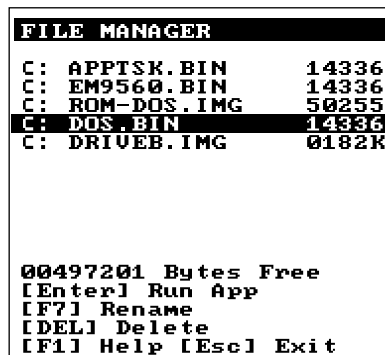 FILE MANAGER
C: APPTSK.BIN 14336
C: EM9560.BIN 14336
C: ROM-DOS.IMG 50255
C: DOS.BIN 14336
C: DRIVEB.IMG 0182K
00497201 Bytes Free
[Enter] Run App
[F7] Rename
[DEL] Delete
[F1] Help [Esc] Exit